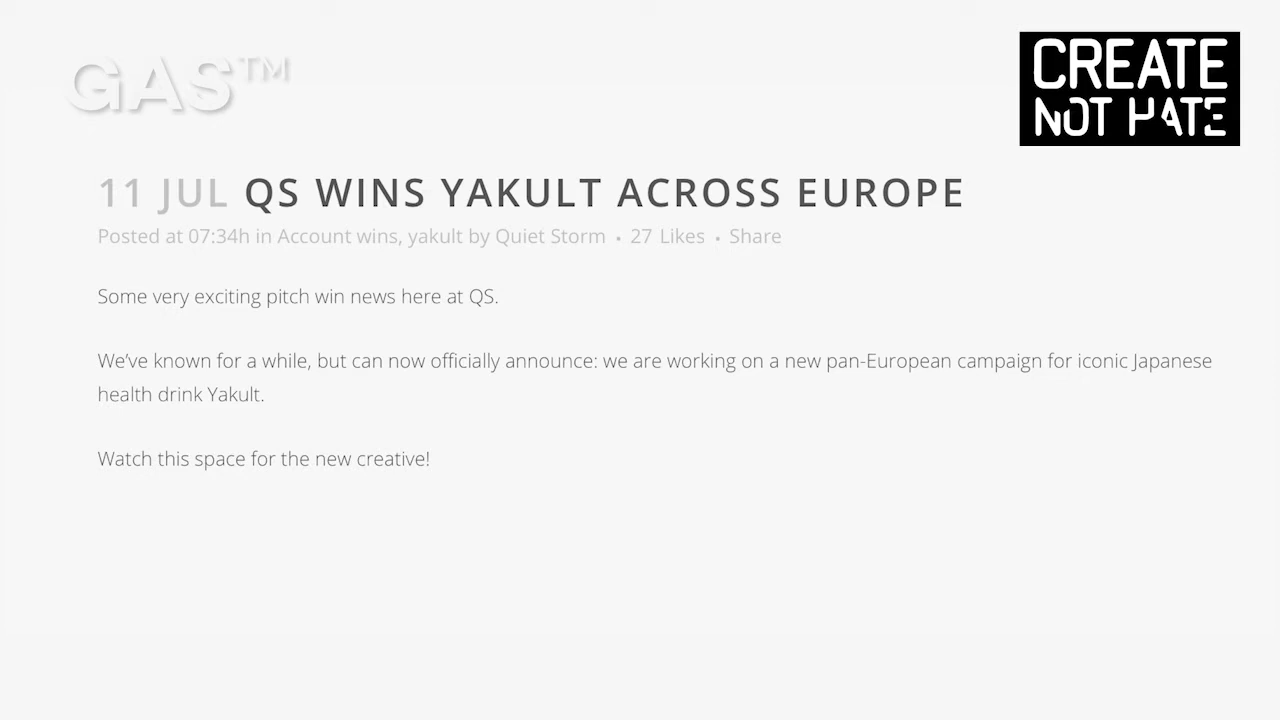 GAS™
CREATE
NOT HATE
11 JUL QS WINS YAKULT ACROSS EUROPE
Posted at 07:34h in Account wins, yakult by Quiet Storm • 27 Likes • Share
Some very exciting pitch win news here at QS.
We’ve known for a while, but can now officially announce: we are working on a new pan-European campaign for iconic Japanese
health drink Yakult.
Watch this space for the new creative!